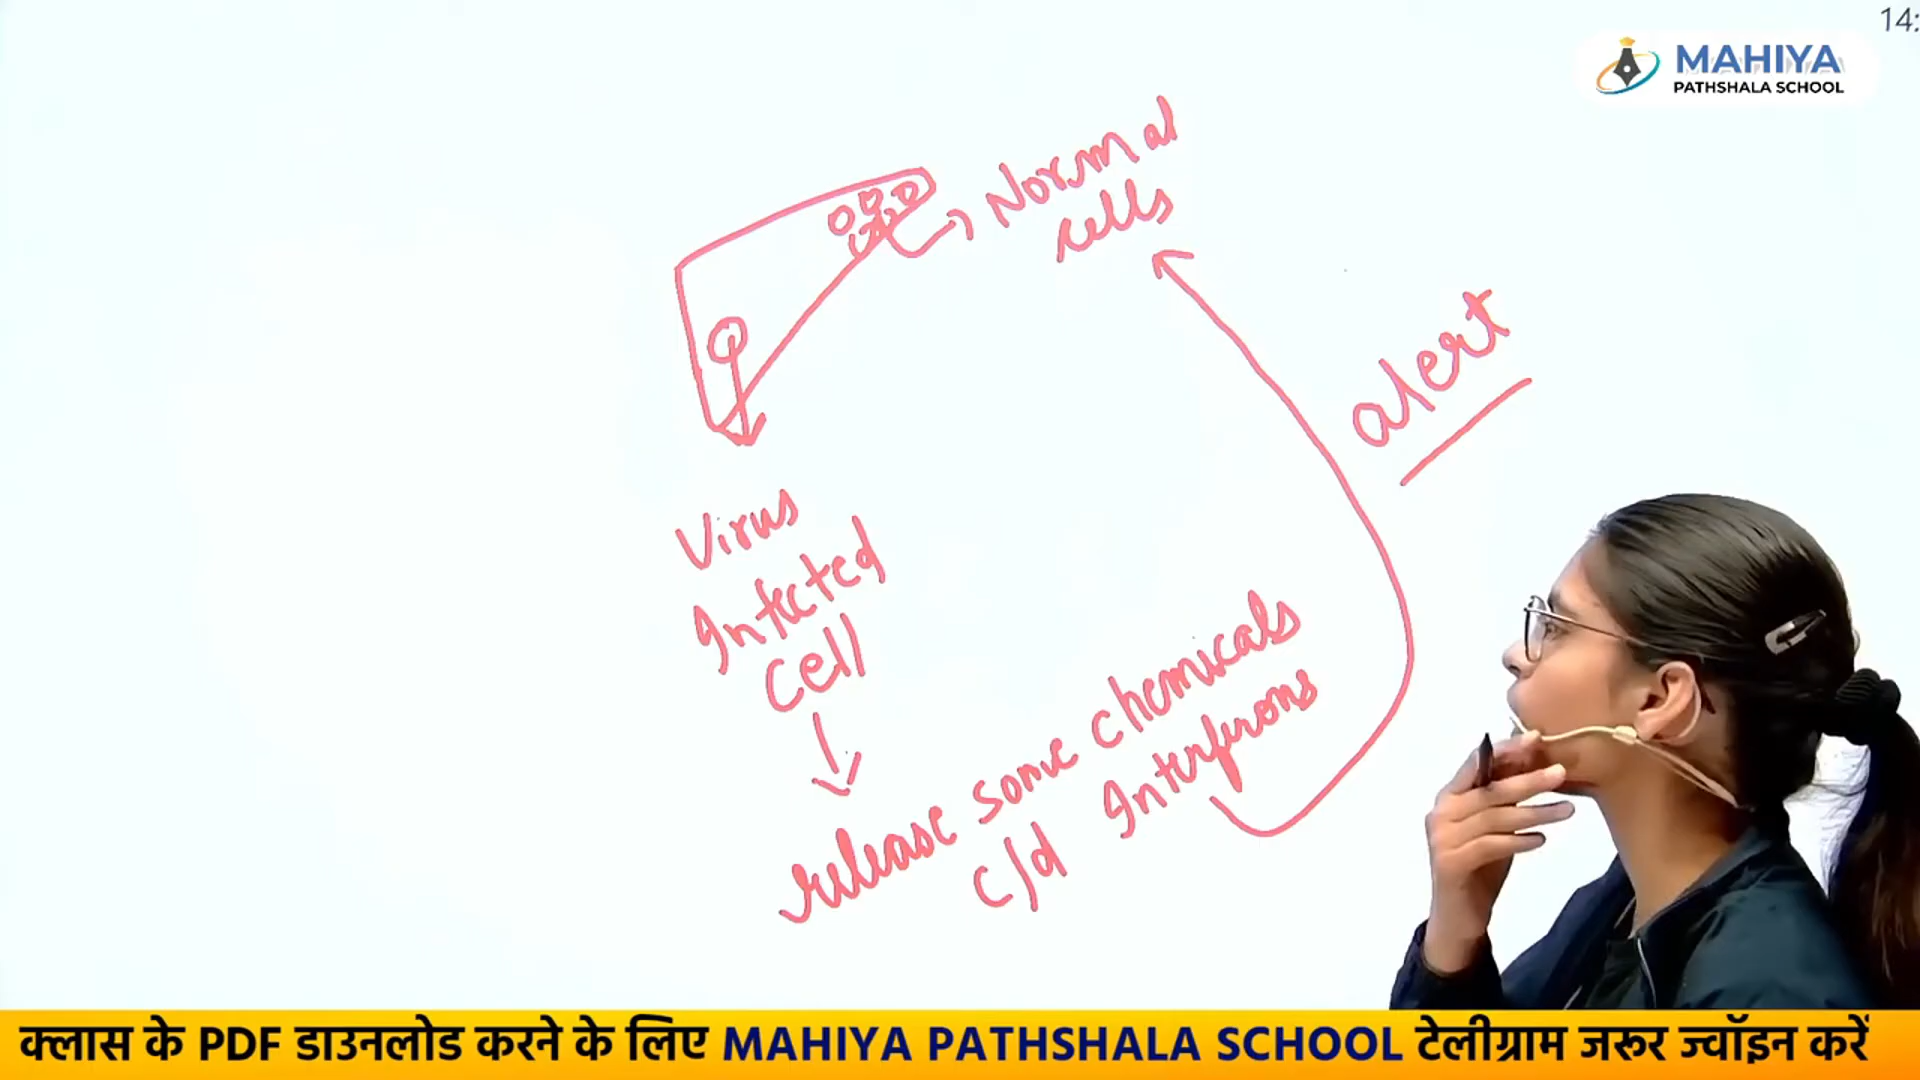 14:
MAHIYA
PATHSHALA SCHOOL
Normal
cells
alert
Virus
Infected
cell
release some chemicals
c/d Interferons
क्लास के PDF डाउनलोड करने के लिए MAHIYA PATHSHALA SCHOOL टेलीग्राम जरूर ज्वॉइन करें